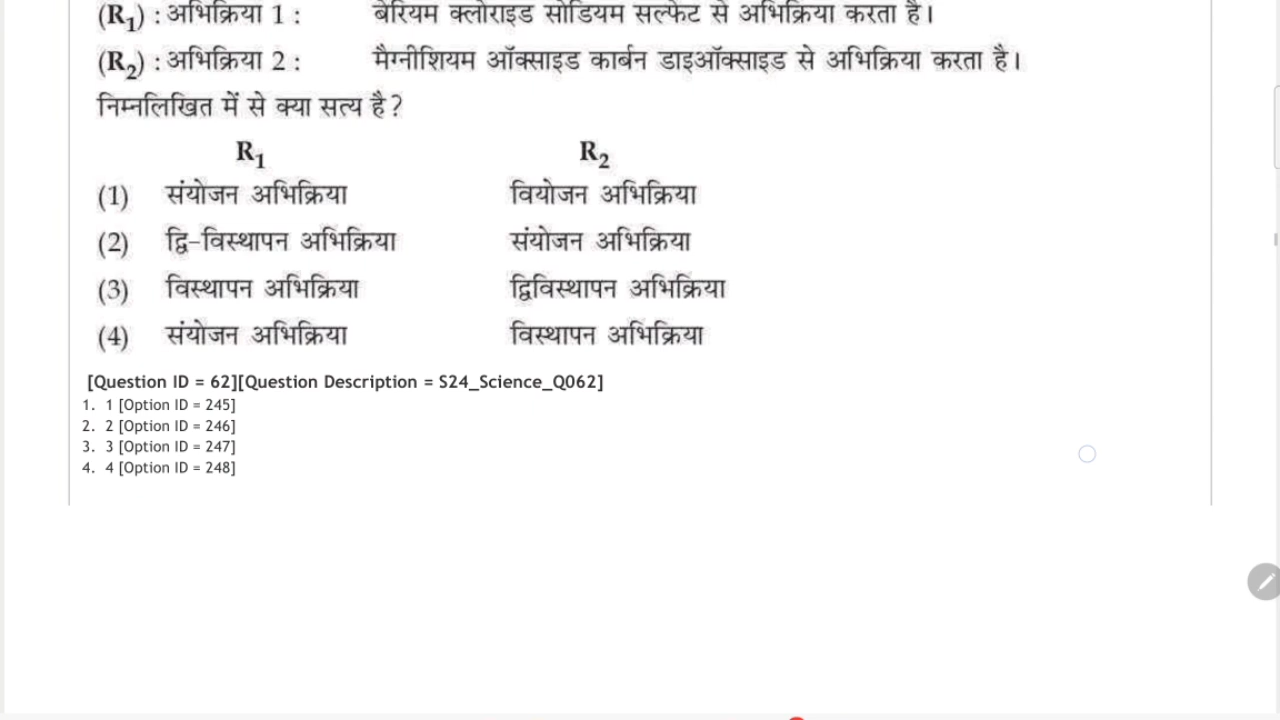 (R1) : अभिक्रिया 1 : बेरियम क्लोराइड सोडियम सल्फेट से अभिक्रिया करता है।
(R2) : अभिक्रिया 2 : मैग्नीशियम ऑक्साइड कार्बन डाइऑक्साइड से अभिक्रिया करता है।
निम्नलिखित में से क्या सत्य है?
R1 R2
(1) संयोजन अभिक्रिया वियोजन अभिक्रिया
(2) द्वि-विस्थापन अभिक्रिया संयोजन अभिक्रिया
(3) विस्थापन अभिक्रिया द्विविस्थापन अभिक्रिया
(4) संयोजन अभिक्रिया विस्थापन अभिक्रिया
[Question ID = 62][Question Description = S24_Science_Q062]
1. 1 [Option ID = 245]
2. 2 [Option ID = 246]
3. 3 [Option ID = 247]
4. 4 [Option ID = 248]